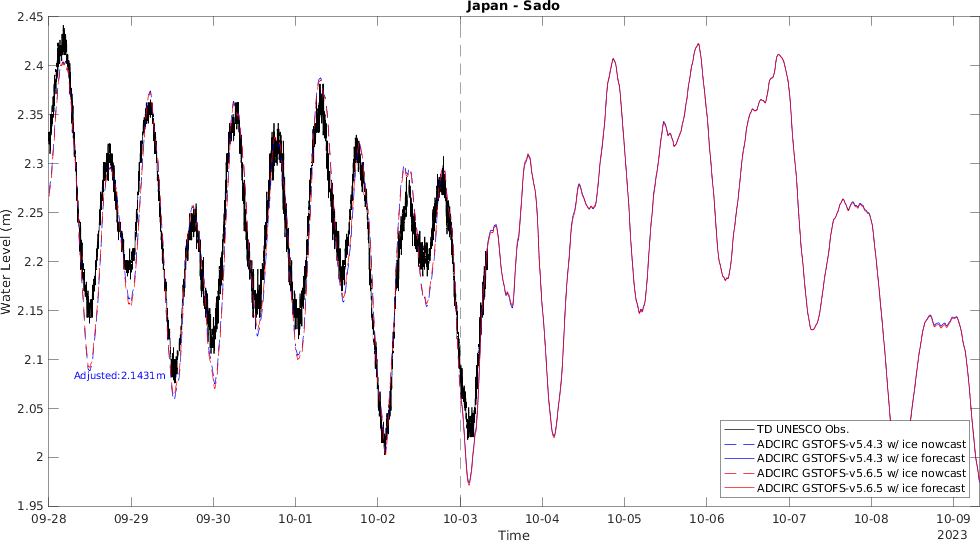 Japan - Sado
2.45
2.4
2.35
2.3
2.25
2.2
2.15
2.1
2.05
2
1.95
Water Level (m)
Adjusted:2.1431m
TD UNESCO Obs.
ADCIRC GSTOFS-v5.4.3 w/ ice nowcast
ADCIRC GSTOFS-v5.4.3 w/ ice forecast
ADCIRC GSTOFS-v5.6.5 w/ ice nowcast
ADCIRC GSTOFS-v5.6.5 w/ ice forecast
09-28 09-29 09-30 10-01 10-02 10-03 10-04 10-05 10-06 10-07 10-08 10-09
Time
2023